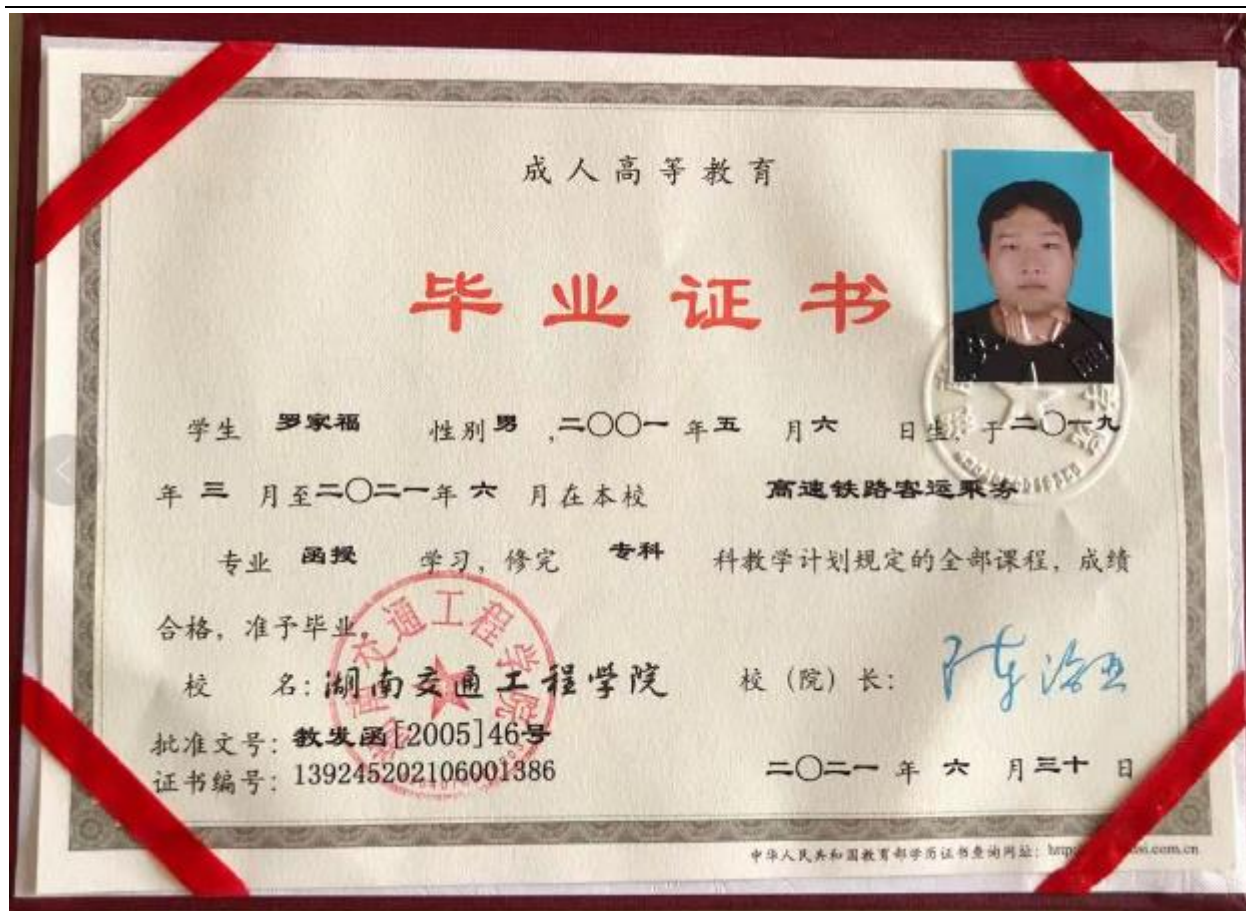 成人高等教育
毕业证书
学生 罗家福 性别 男 ,二〇〇一 年 五 月 六 日生,于二〇一九
年 三 月至二〇二一年 六 月在本校 高速铁路客运乘务
专业 函授 学习,修完 专科 科教学计划规定的全部课程,成绩
合格,准予毕业。
校 名:湖南交通工程学院 校(院)长:
批准文号:教发函[2005]46号
证书编号:139245202106001386 二〇二一 年 六 月三十 日
中华人民共和国教育部学历证书查询网址: